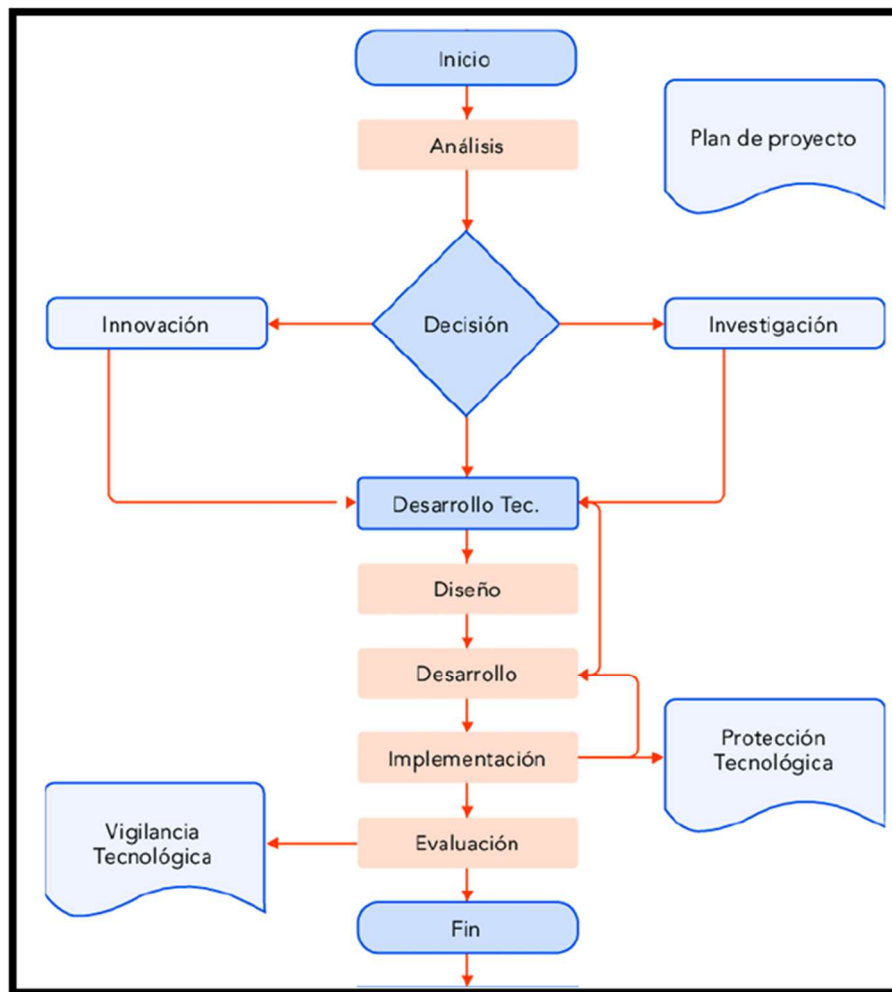 Inicio
Análisis
Plan de proyecto
Innovación
Decisión
Investigación
Desarrollo Tec.
Diseño
Desarrollo
Implementación
Protección
Tecnológica
Vigilancia
Tecnológica
Evaluación
Fin